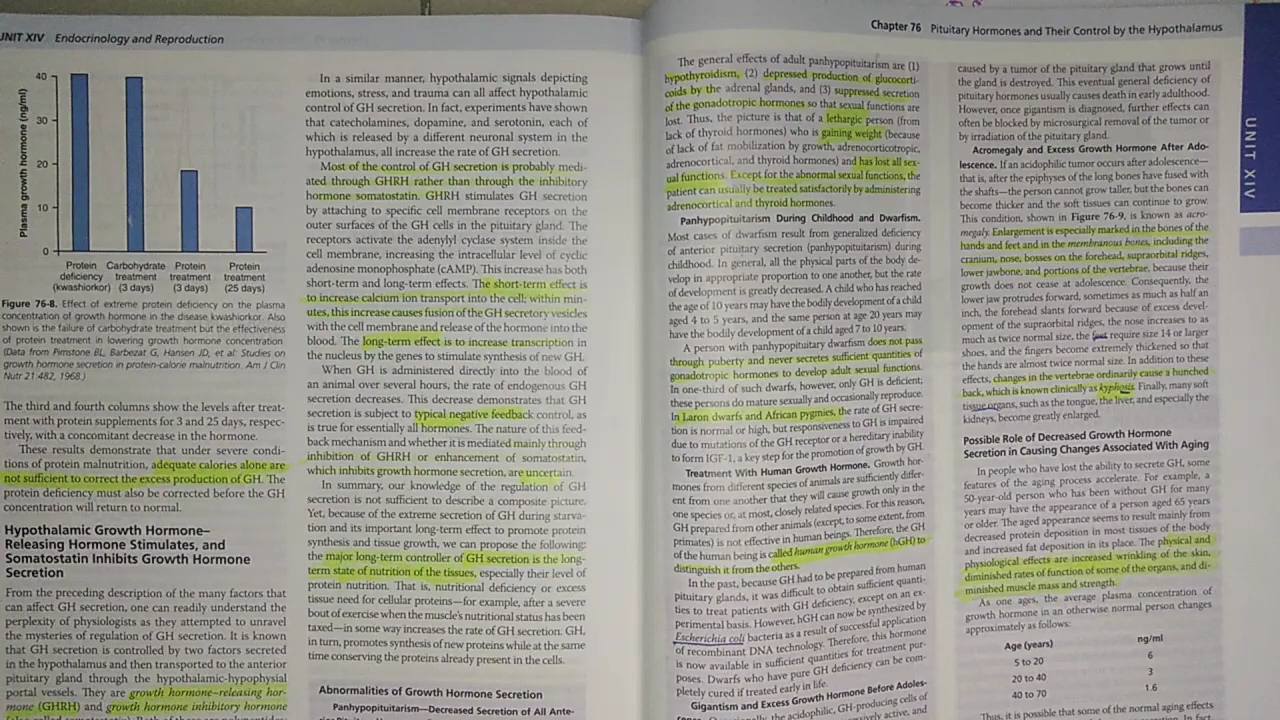 UNIT XIV Endocrinology and Reproduction
Plasma growth hormone (ng/ml)
40
30
20
10
0
Protein deficiency (kwashiorkor)
Carbohydrate treatment (3 days)
Protein treatment (3 days)
Protein treatment (25 days)
Figure 76-8. Effect of extreme protein deficiency on the plasma
concentration of growth hormone in the disease kwashiorkor. Also
shown is the failure of carbohydrate treatment but the effectiveness
of protein treatment in lowering growth hormone concentration
(Data from Pimstone BL, Barbezat G, Hansen JD, et al: Studies on
growth hormone secretion in protein-calorie malnutrition. Am J Clin
Nutr 21:482, 1968.)
The third and fourth columns show the levels after treat-
ment with protein supplements for 3 and 25 days, respec-
tively, with a concomitant decrease in the hormone.
These results demonstrate that under severe condi-
tions of protein malnutrition, adequate calories alone are
not sufficient to correct the excess production of GH. The
protein deficiency must also be corrected before the GH
concentration will return to normal.
Hypothalamic Growth Hormone–
Releasing Hormone Stimulates, and
Somatostatin Inhibits Growth Hormone
Secretion
From the preceding description of the many factors that
can affect GH secretion, one can readily understand the
perplexity of physiologists as they attempted to unravel
the mysteries of regulation of GH secretion. It is known
that GH secretion is controlled by two factors secreted
in the hypothalamus and then transported to the anterior
pituitary gland through the hypothalamic-hypophysial
portal vessels. They are growth hormone–releasing hor-
mone (GHRH) and growth hormone inhibitory hormone
In a similar manner, hypothalamic signals depicting
emotions, stress, and trauma can all affect hypothalamic
control of GH secretion. In fact, experiments have shown
that catecholamines, dopamine, and serotonin, each of
which is released by a different neuronal system in the
hypothalamus, all increase the rate of GH secretion.
Most of the control of GH secretion is probably medi-
ated through GHRH rather than through the inhibitory
hormone somatostatin. GHRH stimulates GH secretion
by attaching to specific cell membrane receptors on the
outer surfaces of the GH cells in the pituitary gland. The
receptors activate the adenylyl cyclase system inside the
cell membrane, increasing the intracellular level of cyclic
adenosine monophosphate (cAMP). This increase has both
short-term and long-term effects. The short-term effect is
to increase calcium ion transport into the cell; within min-
utes, this increase causes fusion of the GH secretory vesicles
with the cell membrane and release of the hormone into the
blood. The long-term effect is to increase transcription in
the nucleus by the genes to stimulate synthesis of new GH.
When GH is administered directly into the blood of
an animal over several hours, the rate of endogenous GH
secretion decreases. This decrease demonstrates that GH
secretion is subject to typical negative feedback control, as
is true for essentially all hormones. The nature of this feed-
back mechanism and whether it is mediated mainly through
inhibition of GHRH or enhancement of somatostatin,
which inhibits growth hormone secretion, are uncertain.
In summary, our knowledge of the regulation of GH
secretion is not sufficient to describe a composite picture.
Yet, because of the extreme secretion of GH during starva-
tion and its important long-term effect to promote protein
synthesis and tissue growth, we can propose the following:
the major long-term controller of GH secretion is the long-
term state of nutrition of the tissues, especially their level of
protein nutrition. That is, nutritional deficiency or excess
tissue need for cellular proteins—for example, after a severe
bout of exercise when the muscle's nutritional status has been
taxed—in some way increases the rate of GH secretion. GH,
in turn, promotes synthesis of new proteins while at the same
time conserving the proteins already present in the cells.
Abnormalities of Growth Hormone Secretion
Panhypopituitarism—Decreased Secretion of All Ante-
Chapter 76 Pituitary Hormones and Their Control by the Hypothalamus
The general effects of adult panhypopituitarism are (1)
hypothyroidism, (2) depressed production of glucocorti-
coids by the adrenal glands, and (3) suppressed secretion
of the gonadotropic hormones so that sexual functions are
lost. Thus, the picture is that of a lethargic person (from
lack of thyroid hormones) who is gaining weight (because
of lack of fat mobilization by growth, adrenocorticotropic,
adrenocortical, and thyroid hormones) and has lost all sex-
ual functions. Except for the abnormal sexual functions, the
patient can usually be treated satisfactorily by administering
adrenocortical and thyroid hormones.
Panhypopituitarism During Childhood and Dwarfism.
Most cases of dwarfism result from generalized deficiency
of anterior pituitary secretion (panhypopituitarism) during
childhood. In general, all the physical parts of the body de-
velop in appropriate proportion to one another, but the rate
of development is greatly decreased. A child who has reached
the age of 10 years may have the bodily development of a child
aged 4 to 5 years, and the same person at age 20 years may
have the bodily development of a child aged 7 to 10 years.
A person with panhypopituitary dwarfism does not pass
through puberty and never secretes sufficient quantities of
gonadotropic hormones to develop adult sexual functions.
In one-third of such dwarfs, however, only GH is deficient;
these persons do mature sexually and occasionally reproduce.
In Laron dwarfs and African pygmies, the rate of GH secre-
tion is normal or high, but responsiveness to GH is impaired
due to mutations of the GH receptor or a hereditary inability
to form IGF-1, a key step for the promotion of growth by GH.
Treatment With Human Growth Hormone. Growth hor-
mones from different species of animals are sufficiently differ-
ent from one another that they will cause growth only in the
one species or, at most, closely related species. For this reason,
GH prepared from other animals (except, to some extent, from
primates) is not effective in human beings. Therefore, the GH
of the human being is called human growth hormone (hGH) to
distinguish it from the others.
In the past, because GH had to be prepared from human
pituitary glands, it was difficult to obtain sufficient quanti-
ties to treat patients with GH deficiency, except on an ex-
perimental basis. However, hGH can now be synthesized by
Escherichia coli bacteria as a result of successful application
of recombinant DNA technology. Therefore, this hormone
is now available in sufficient quantities for treatment pur-
poses. Dwarfs who have pure GH deficiency can be com-
pletely cured if treated early in life.
Gigantism and Excess Growth Hormone Before Adoles-
the acidophilic, GH-producing cells of
caused by a tumor of the pituitary gland that grows until
the gland is destroyed. This eventual general deficiency of
pituitary hormones usually causes death in early adulthood.
However, once gigantism is diagnosed, further effects can
often be blocked by microsurgical removal of the tumor or
by irradiation of the pituitary gland.
Acromegaly and Excess Growth Hormone After Ado-
lescence. If an acidophilic tumor occurs after adolescence—
that is, after the epiphyses of the long bones have fused with
the shafts—the person cannot grow taller, but the bones can
become thicker and the soft tissues can continue to grow.
This condition, shown in Figure 76-9, is known as acro-
megaly. Enlargement is especially marked in the bones of the
hands and feet and in the membranous bones, including the
cranium, nose, bosses on the forehead, supraorbital ridges,
lower jawbone, and portions of the vertebrae, because their
growth does not cease at adolescence. Consequently, the
lower jaw protrudes forward, sometimes as much as half an
inch, the forehead slants forward because of excess devel-
opment of the supraorbital ridges, the nose increases to as
much as twice normal size, the feet require size 14 or larger
shoes, and the fingers become extremely thickened so that
the hands are almost twice normal size. In addition to these
effects, changes in the vertebrae ordinarily cause a hunched
back, which is known clinically as kyphosis. Finally, many soft
tissue organs, such as the tongue, the liver, and especially the
kidneys, become greatly enlarged.
Possible Role of Decreased Growth Hormone
Secretion in Causing Changes Associated With Aging
In people who have lost the ability to secrete GH, some
features of the aging process accelerate. For example, a
50-year-old person who has been without GH for many
years may have the appearance of a person aged 65 years
or older. The aged appearance seems to result mainly from
decreased protein deposition in most tissues of the body
and increased fat deposition in its place. The physical and
physiological effects are increased wrinkling of the skin,
diminished rates of function of some of the organs, and di-
minished muscle mass and strength.
As one ages, the average plasma concentration of
growth hormone in an otherwise normal person changes
approximately as follows:
Age (years) ng/ml
5 to 20 6
20 to 40 3
40 to 70 1.6
Thus, it is possible that some of the normal aging effects
UNIT XIV